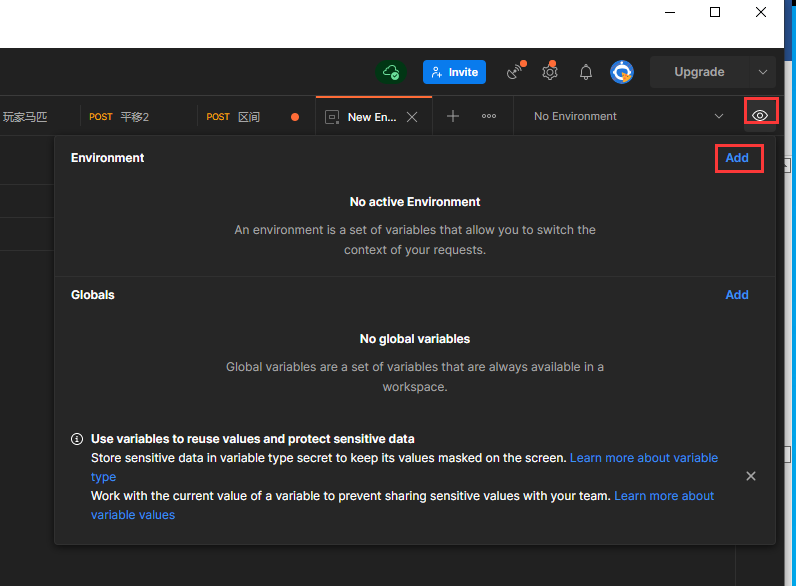 Invite
Upgrade
玩家马匹
POST 平移2
POST 区间
New En...
No Environment
Environment
Add
No active Environment
An environment is a set of variables that allow you to switch the
context of your requests.
Globals
Add
No global variables
Global variables are a set of variables that are always available in a
workspace.
Use variables to reuse values and protect sensitive data
Store sensitive data in variable type secret to keep its values masked on the screen. Learn more about variable
type
Work with the current value of a variable to prevent sharing sensitive values with your team. Learn more about
variable values